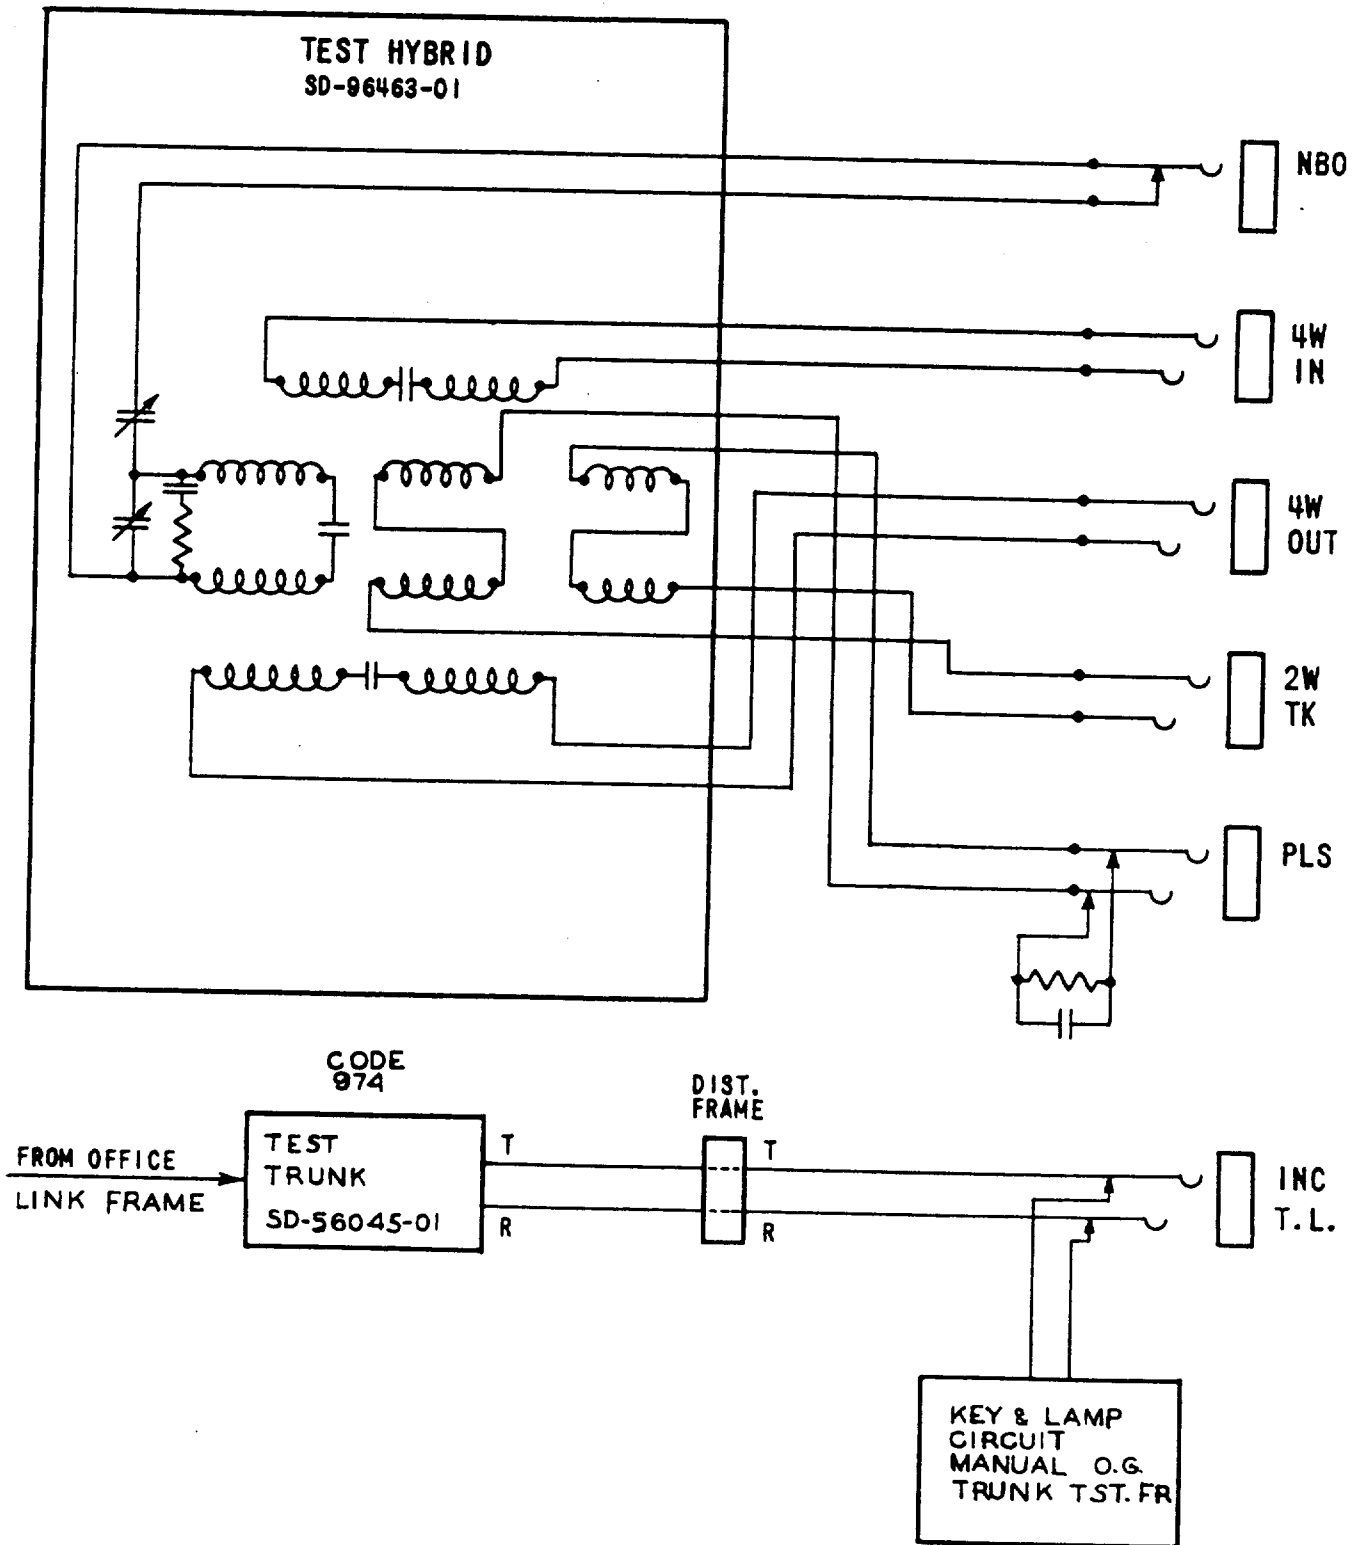 TEST HYBRID
SD-96463-01
NBO
4W
IN
4W
OUT
2W
TK
PLS
CODE
974
DIST.
FRAME
FROM OFFICE
LINK FRAME
TEST
TRUNK
SD-56045-01
T
R
T
R
INC
T.L.
KEY & LAMP
CIRCUIT
MANUAL O.G.
TRUNK TST. FR